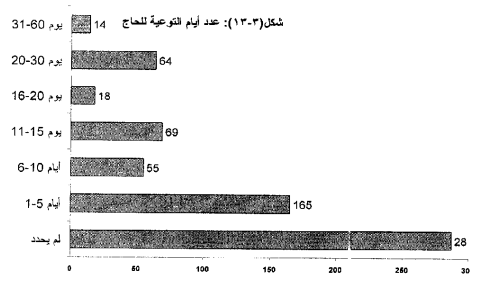 شكل(٣-١٣): عدد أيام التوعية للحاج
31-60 يوم 14
20-30 يوم 64
16-20 يوم 18
11-15 يوم 69
6-10 أيام 55
1-5 أيام 165
لم يحدد 28
0 50 100 150 200 250 30